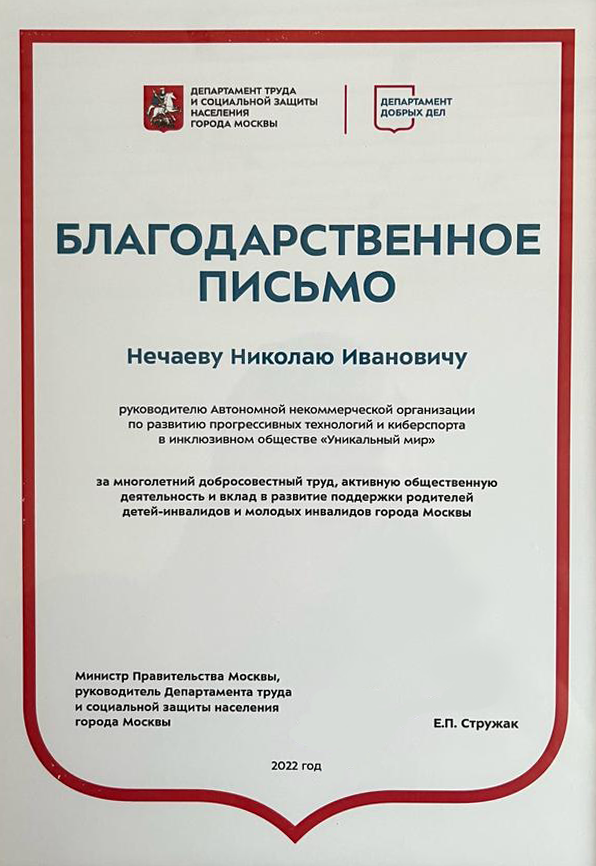 ДЕПАРТАМЕНТ ТРУДА
И СОЦИАЛЬНОЙ ЗАЩИТЫ
НАСЕЛЕНИЯ
ГОРОДА МОСКВЫ
ДЕПАРТАМЕНТ
ДОБРЫХ ДЕЛ
БЛАГОДАРСТВЕННОЕ
ПИСЬМО
Нечаеву Николаю Ивановичу
руководителю Автономной некоммерческой организации
по развитию прогрессивных технологий и киберспорта
в инклюзивном обществе «Уникальный мир»
за многолетний добросовестный труд, активную общественную
деятельность и вклад в развитие поддержки родителей
детей-инвалидов и молодых инвалидов города Москвы
Министр Правительства Москвы,
руководитель Департамента труда
и социальной защиты населения
города Москвы
Е.П. Стружак
2022 год